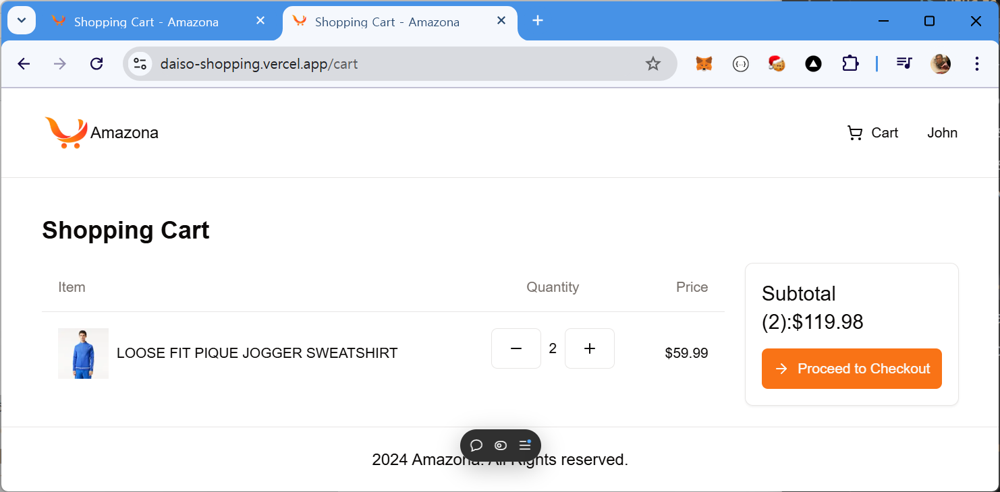 Shopping Cart - Amazona
Shopping Cart - Amazona
daiso-shopping.vercel.app/cart
Amazona
Cart
John
Shopping Cart
Item
Quantity
Price
LOOSE FIT PIQUE JOGGER SWEATSHIRT
2
$59.99
Subtotal
(2):$119.98
Proceed to Checkout
2024 Amazona. All Rights reserved.